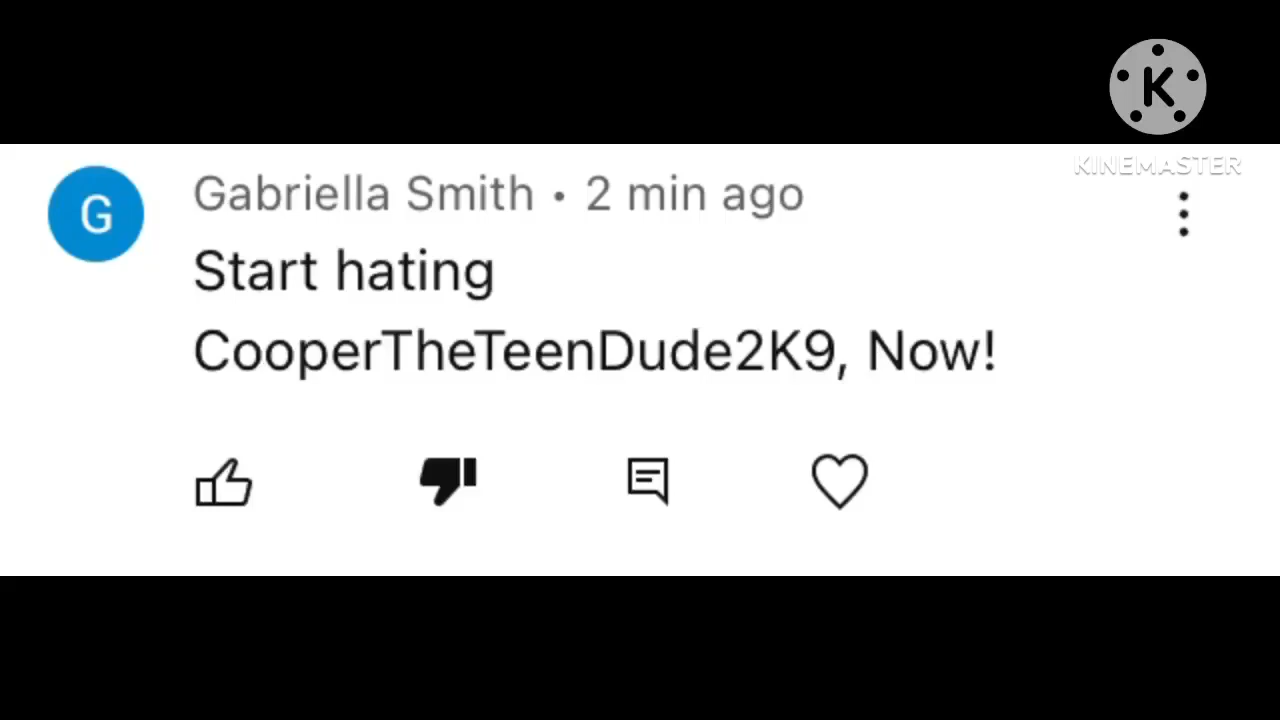 K
KINEMASTER
G
Gabriella Smith • 2 min ago
Start hating
CooperTheTeenDude2K9, Now!